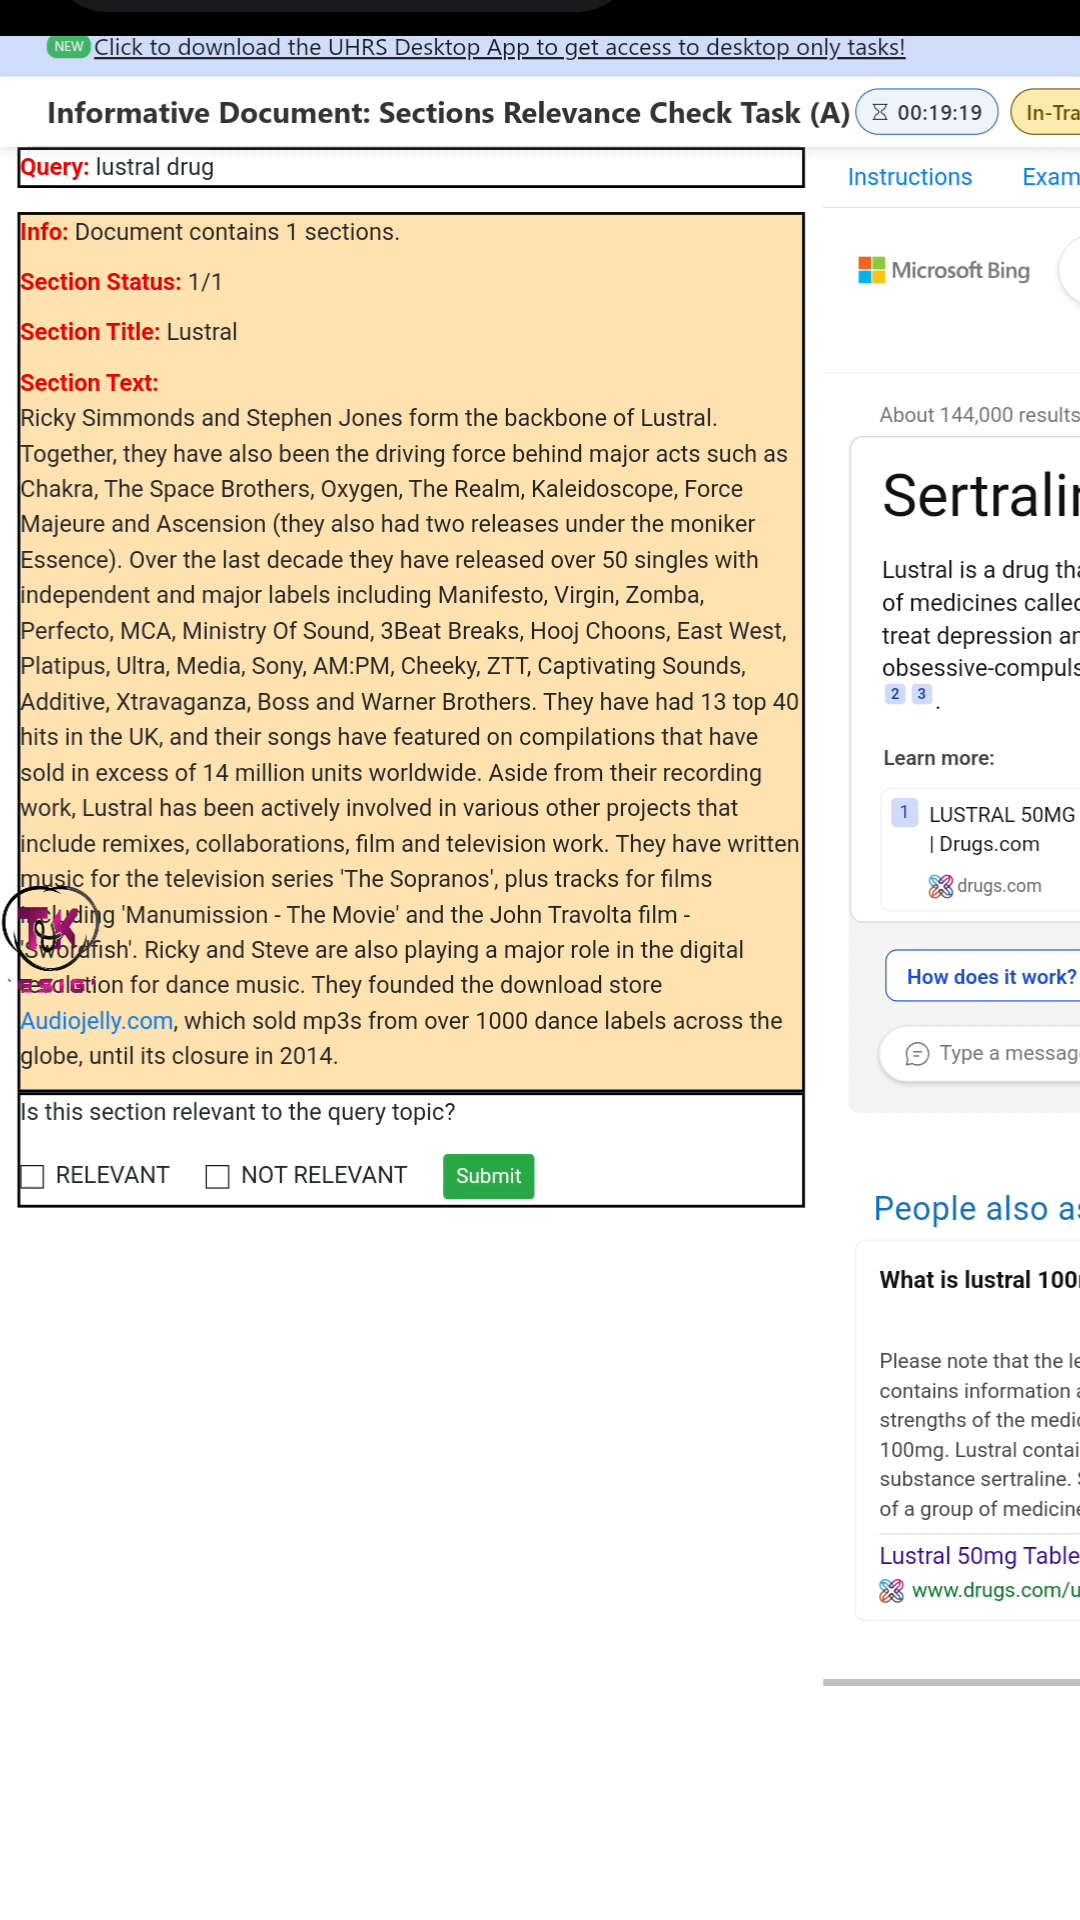 NEW Click to download the UHRS Desktop App to get access to desktop only tasks!
Informative Document: Sections Relevance Check Task (A)
00:19:19
In-Tra
Query: lustral drug
Info: Document contains 1 sections.
Section Status: 1/1
Section Title: Lustral
Section Text:
Ricky Simmonds and Stephen Jones form the backbone of Lustral.
Together, they have also been the driving force behind major acts such as
Chakra, The Space Brothers, Oxygen, The Realm, Kaleidoscope, Force
Majeure and Ascension (they also had two releases under the moniker
Essence). Over the last decade they have released over 50 singles with
independent and major labels including Manifesto, Virgin, Zomba,
Perfecto, MCA, Ministry Of Sound, 3Beat Breaks, Hooj Choons, East West,
Platipus, Ultra, Media, Sony, AM:PM, Cheeky, ZTT, Captivating Sounds,
Additive, Xtravaganza, Boss and Warner Brothers. They have had 13 top 40
hits in the UK, and their songs have featured on compilations that have
sold in excess of 14 million units worldwide. Aside from their recording
work, Lustral has been actively involved in various other projects that
include remixes, collaborations, film and television work. They have written
music for the television series 'The Sopranos', plus tracks for films
including 'Manumission - The Movie' and the John Travolta film -
'Swordfish'. Ricky and Steve are also playing a major role in the digital
revolution for dance music. They founded the download store
Audiojelly.com, which sold mp3s from over 1000 dance labels across the
globe, until its closure in 2014.
Is this section relevant to the query topic?
RELEVANT
NOT RELEVANT
Submit
Instructions
Exam
Microsoft Bing
About 144,000 results
Sertralin
Lustral is a drug tha
of medicines called
treat depression an
obsessive-compuls
2 3 .
Learn more:
1 LUSTRAL 50MG
| Drugs.com
drugs.com
How does it work?
Type a messag
People also as
What is lustral 100m
Please note that the le
contains information a
strengths of the medic
100mg. Lustral contai
substance sertraline. S
of a group of medicine
Lustral 50mg Table
www.drugs.com/u